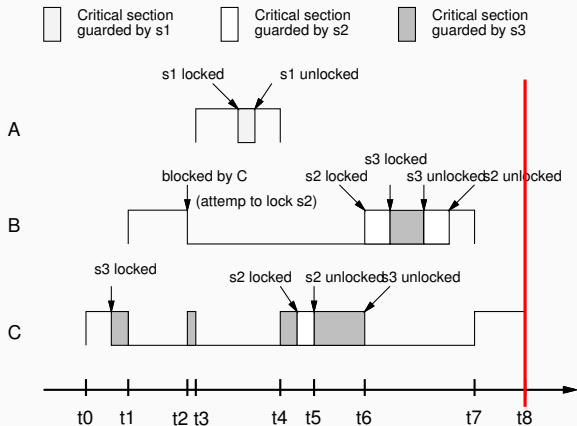 Critical section
guarded by s1
Critical section
guarded by s2
Critical section
guarded by s3
s1 locked
s1 unlocked
A
s3 locked
blocked by C
s2 locked
s3 unlocked
s2 unlocked
(attemp to lock s2)
B
s3 locked
s2 locked
s2 unlocked
s3 unlocked
C
t0 t1 t2 t3 t4 t5 t6 t7 t8